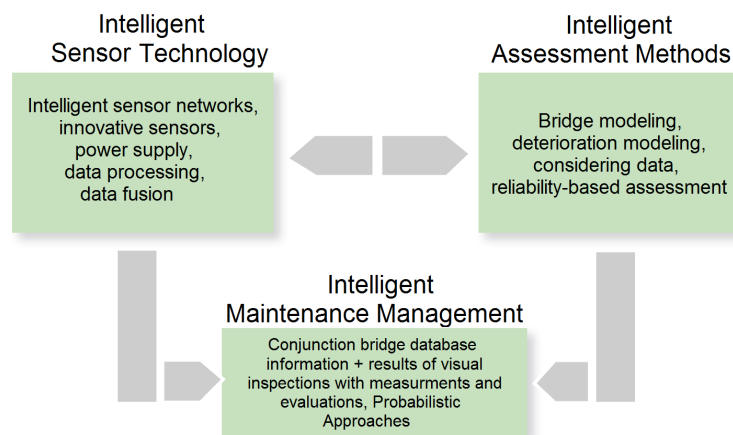 Intelligent
Sensor Technology
Intelligent sensor networks,
innovative sensors,
power supply,
data processing,
data fusion
Intelligent
Assessment Methods
Bridge modeling,
deterioration modeling,
considering data,
reliability-based assessment
Intelligent
Maintenance Management
Conjunction bridge database
information + results of visual
inspections with measurments and
evaluations, Probabilistic
Approaches